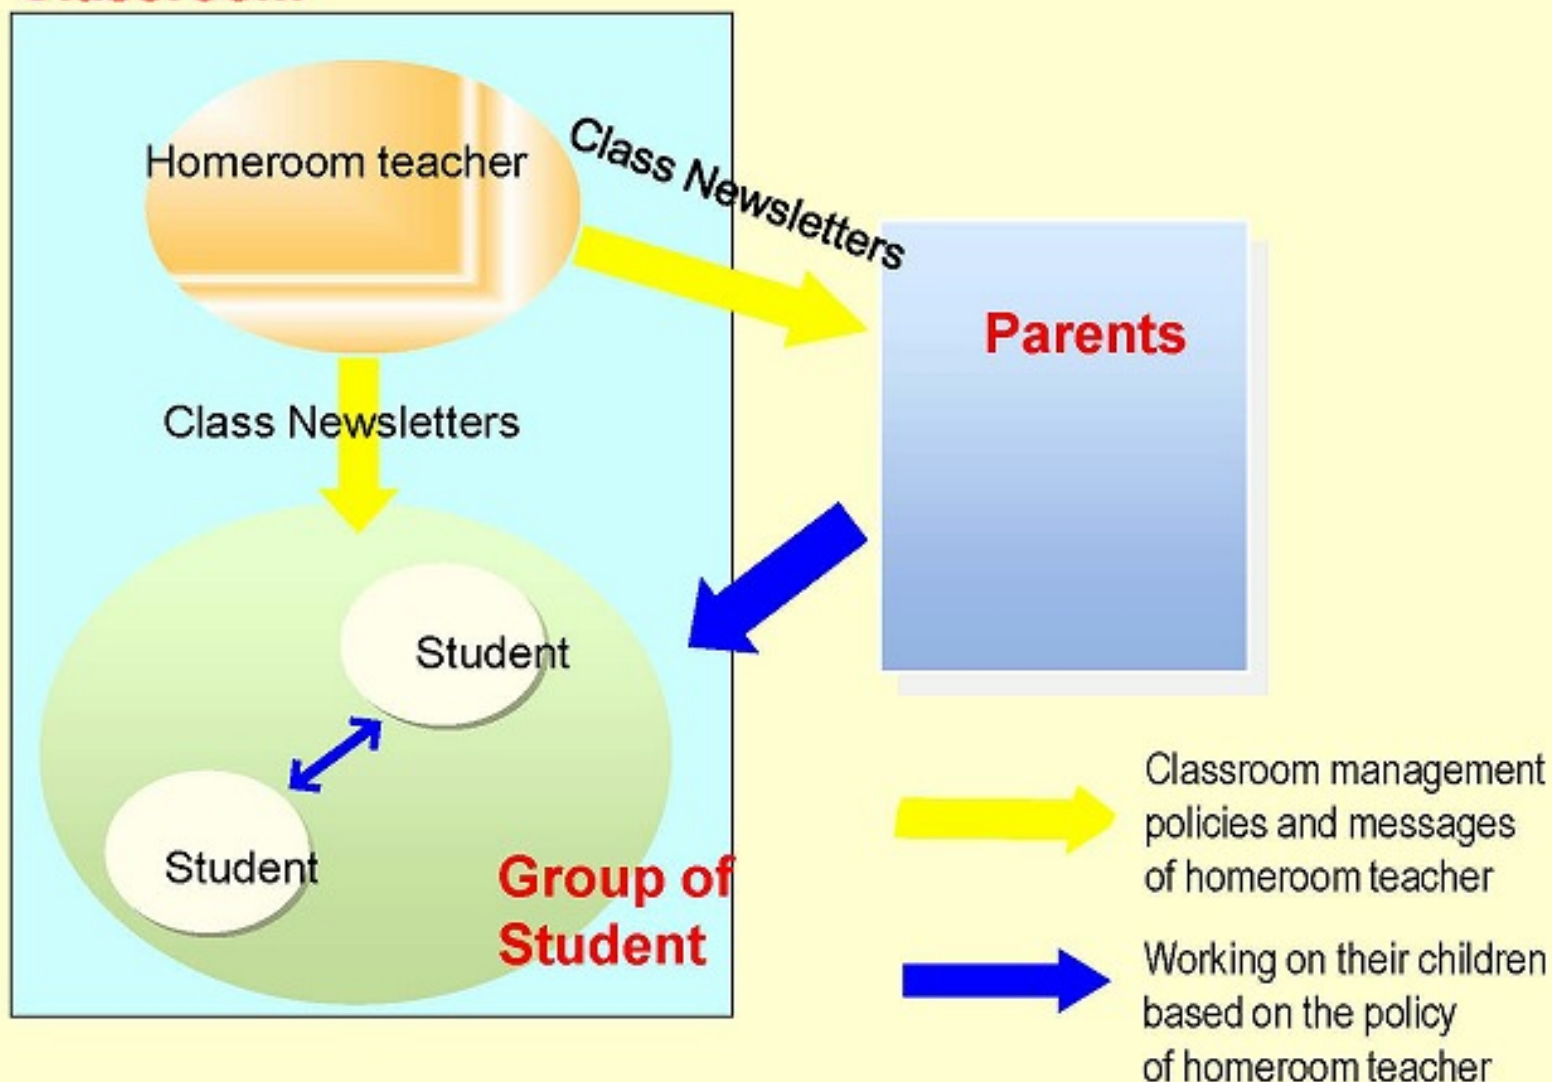 Homeroom teacher
Class Newsletters
Parents
Class Newsletters
Student
Student
Group of
Student
Classroom management
policies and messages
of homeroom teacher
Working on their children
based on the policy
of homeroom teacher